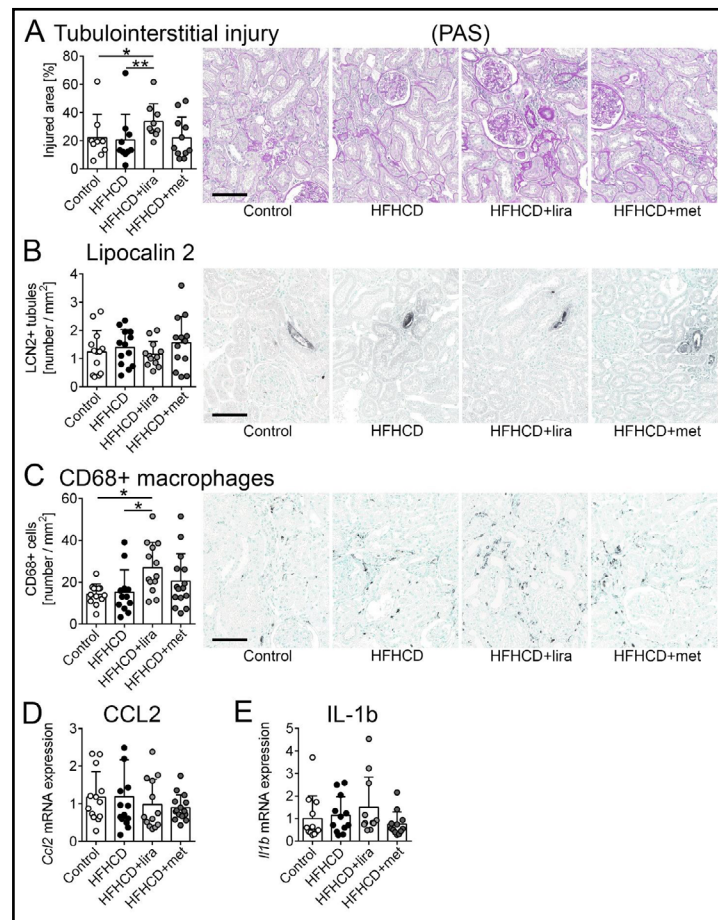 A Tubulointerstitial injury (PAS)
Injured area [%]
80
60
40
20
0
*
**
Control
HFHCD
HFHCD+lira
HFHCD+met
Control
HFHCD
HFHCD+lira
HFHCD+met
B Lipocalin 2
LCN2+ tubules
[number / mm²]
4
3
2
1
0
Control
HFHCD
HFHCD+lira
HFHCD+met
Control
HFHCD
HFHCD+lira
HFHCD+met
C CD68+ macrophages
CD68+ cells
[number / mm²]
60
40
20
0
*
*
Control
HFHCD
HFHCD+lira
HFHCD+met
Control
HFHCD
HFHCD+lira
HFHCD+met
D CCL2
Ccl2 mRNA expression
3
2
1
0
Control
HFHCD
HFHCD+lira
HFHCD+met
E IL-1b
Il1b mRNA expression
5
4
3
2
1
0
Control
HFHCD
HFHCD+lira
HFHCD+met